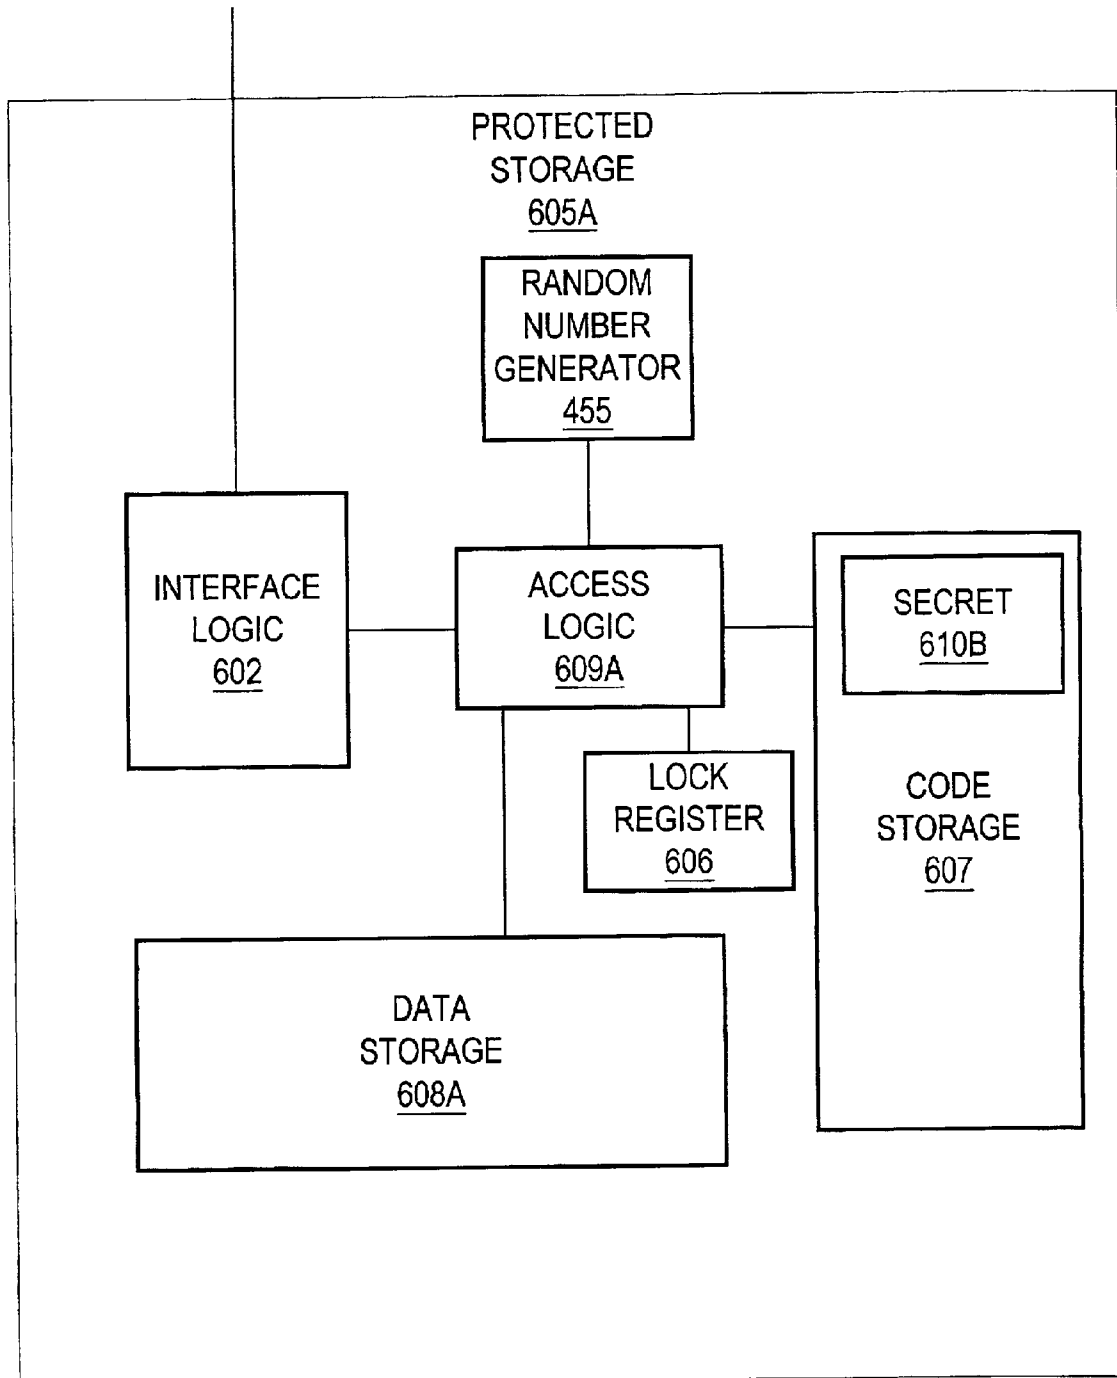 PROTECTED
STORAGE
605A
RANDOM
NUMBER
GENERATOR
455
INTERFACE
LOGIC
602
ACCESS
LOGIC
609A
SECRET
610B
LOCK
REGISTER
606
CODE
STORAGE
607
DATA
STORAGE
608A